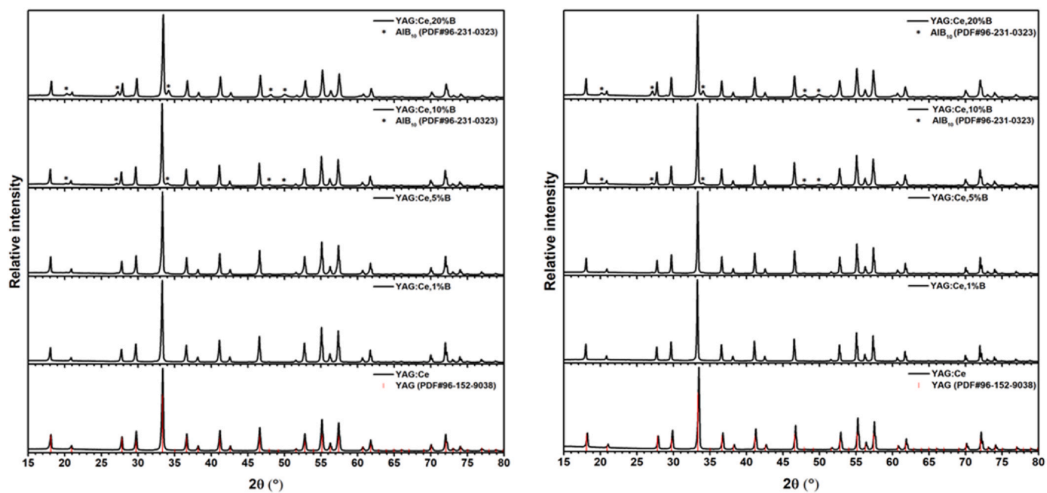 YAG:Ce,20%B
* AlB10 (PDF#96-231-0323)
YAG:Ce,10%B
* AlB10 (PDF#96-231-0323)
YAG:Ce,5%B
YAG:Ce,1%B
YAG:Ce
YAG (PDF#96-152-9038)
Relative intensity
15 20 25 30 35 40 45 50 55 60 65 70 75 80
2θ (°)
YAG:Ce,20%B
* AlB10 (PDF#96-231-0323)
YAG:Ce,10%B
* AlB10 (PDF#96-231-0323)
YAG:Ce,5%B
YAG:Ce,1%B
YAG:Ce
YAG (PDF#96-152-9038)
Relative intensity
15 20 25 30 35 40 45 50 55 60 65 70 75 80
2θ (°)